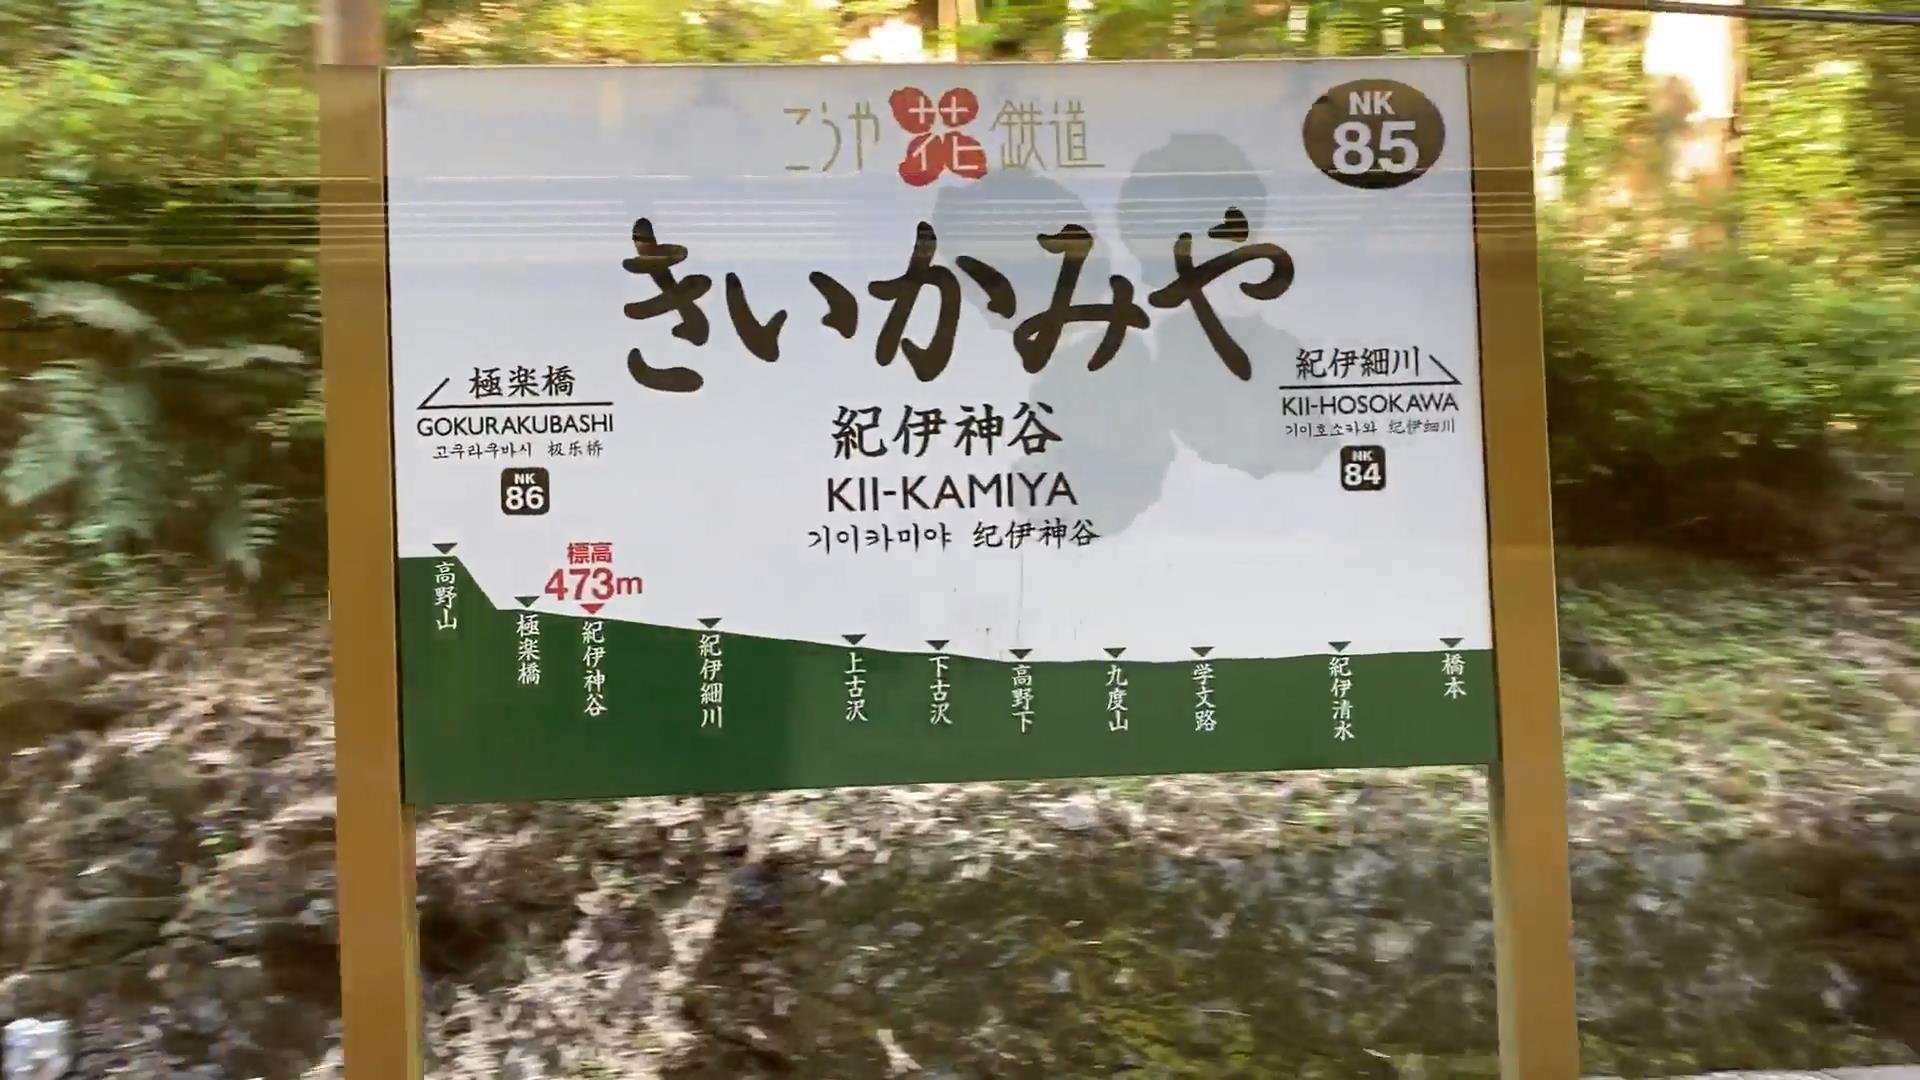 こうや花鉄道
NK
85
きいかみや
紀伊神谷
KII-KAMIYA
기이카미야 纪伊神谷
極楽橋
GOKURAKUBASHI
고쿠라쿠바시 极乐桥
NK
86
紀伊細川
KII-HOSOKAWA
기이호소카와 纪伊细川
NK
84
標高
473m
高野山
極楽橋
紀伊神谷
紀伊細川
上古沢
下古沢
高野下
九度山
学文路
紀伊清水
橋本